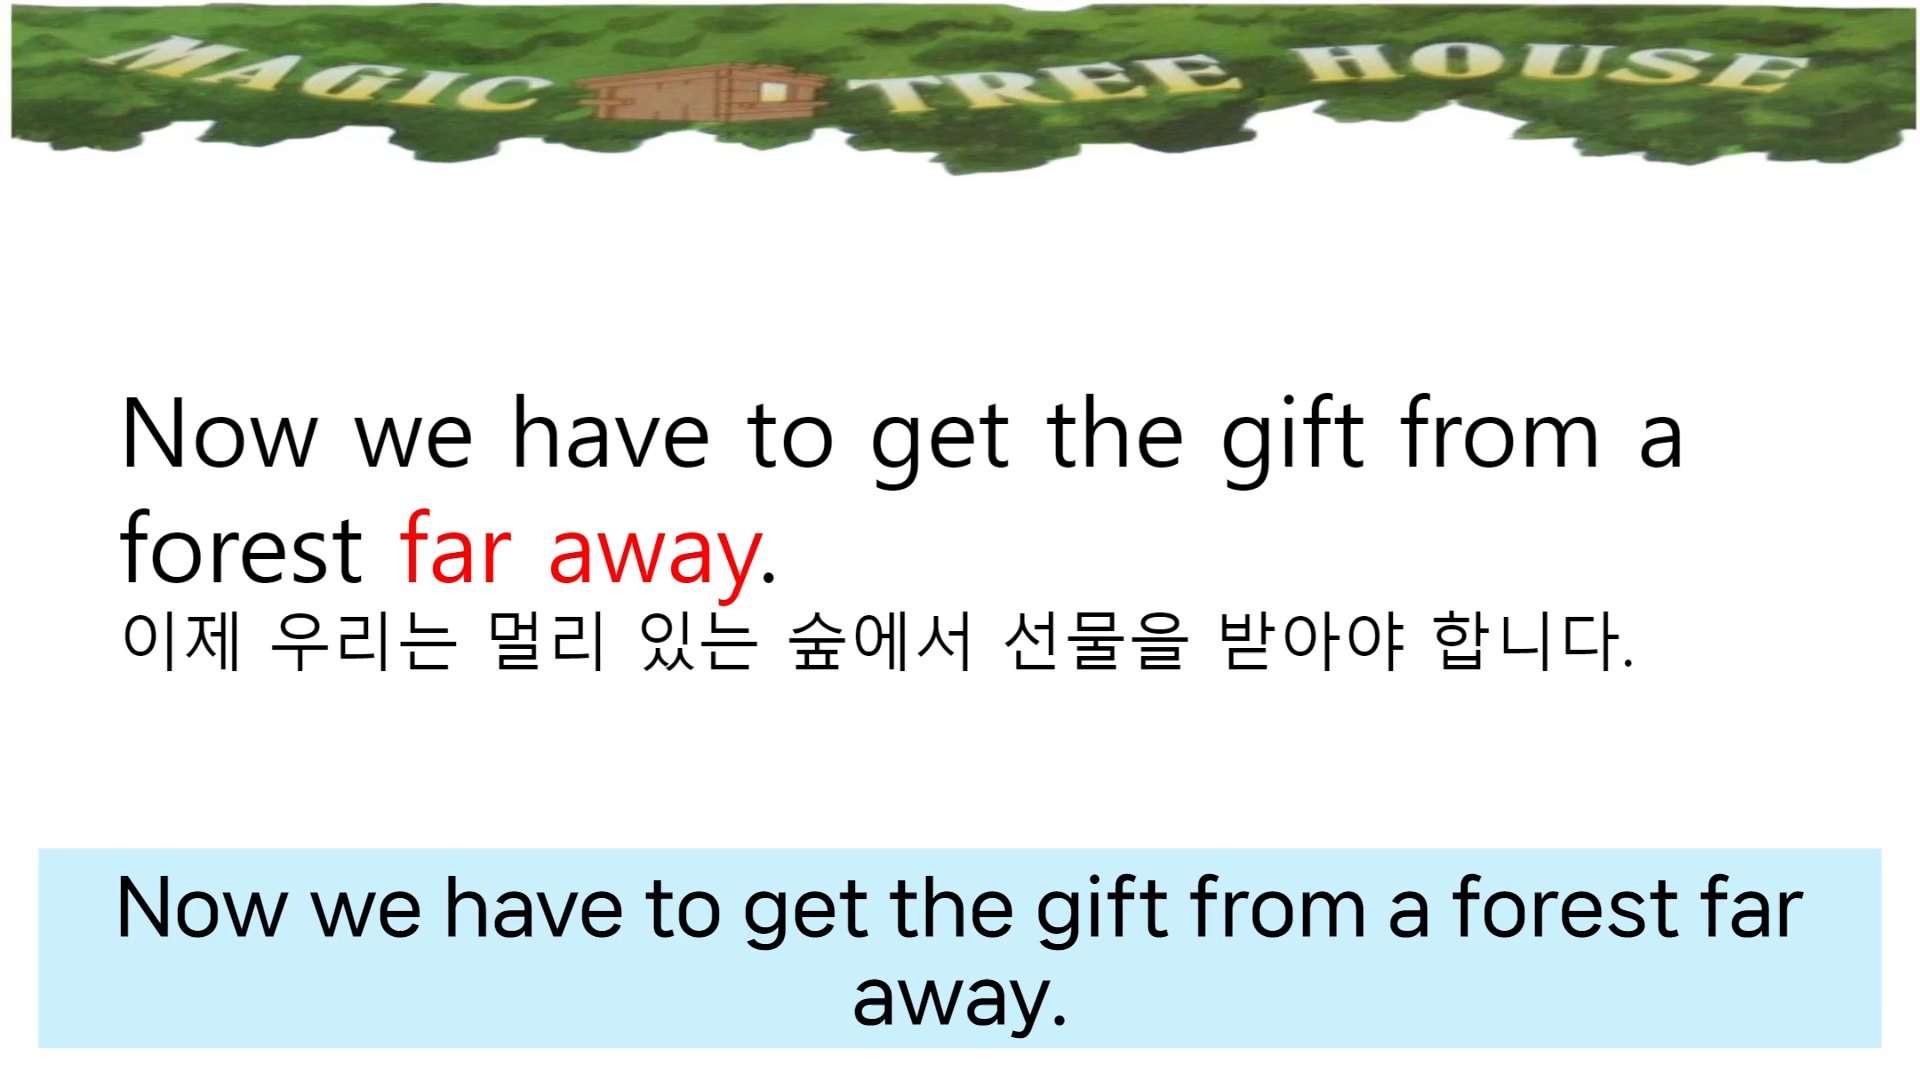 MAGIC TREE HOUSE
Now we have to get the gift from a
forest far away.
이제 우리는 멀리 있는 숲에서 선물을 받아야 합니다.
Now we have to get the gift from a forest far
away.